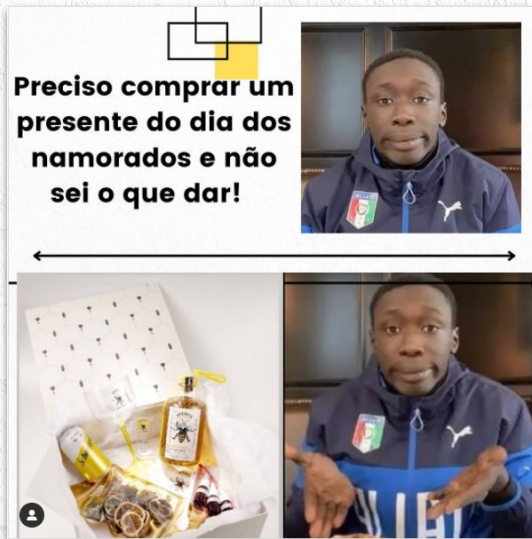 Preciso comprar um
presente do dia dos
namorados e não
sei o que dar!